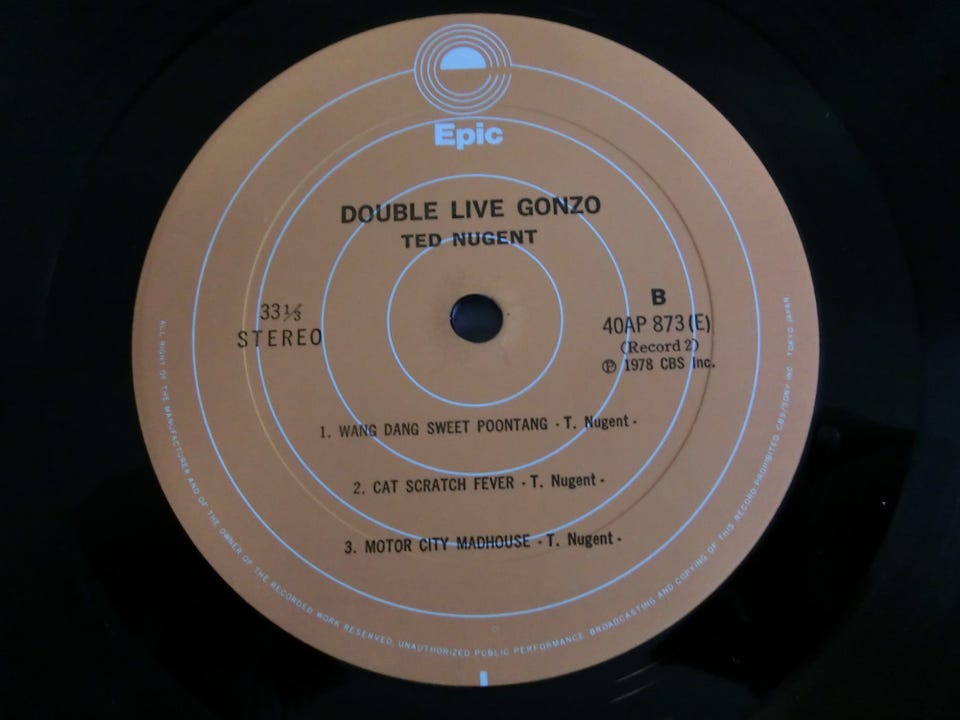 Epic
DOUBLE LIVE GONZO
TED NUGENT
33⅓
STEREO
B
40AP 873(E)
(Record 2)
Ⓟ 1978 CBS Inc.
1. WANG DANG SWEET POONTANG - T. Nugent -
2. CAT SCRATCH FEVER - T. Nugent -
3. MOTOR CITY MADHOUSE - T. Nugent -
ALL RIGHT OF THE MANUFACTURER AND OF THE OWNER OF THE RECORDED WORK RESERVED. UNAUTHORIZED PUBLIC PERFORMANCE. BROADCASTING AND COPYING OF THIS RECORD PROHIBITED CBS/SONY INC TOKYO JAPAN